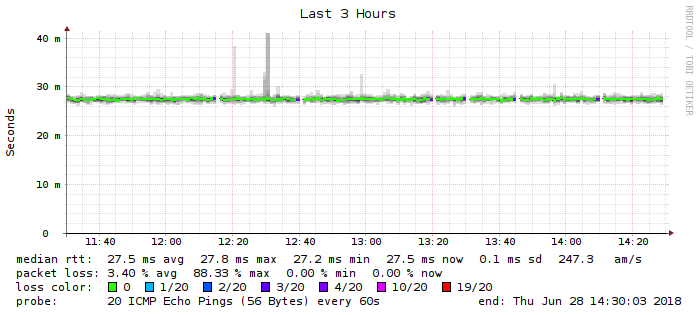 Last 3 Hours
RRDTOOL / TOBI OETIKER
Seconds
40 m
30 m
20 m
10 m
0
11:40 12:00 12:20 12:40 13:00 13:20 13:40 14:00 14:20
median rtt: 27.5 ms avg 27.8 ms max 27.2 ms min 27.5 ms now 0.1 ms sd 247.3 am/s
packet loss: 3.40 % avg 88.33 % max 0.00 % min 0.00 % now
loss color: 0 1/20 2/20 3/20 4/20 10/20 19/20
probe: 20 ICMP Echo Pings (56 Bytes) every 60s end: Thu Jun 28 14:30:03 2018